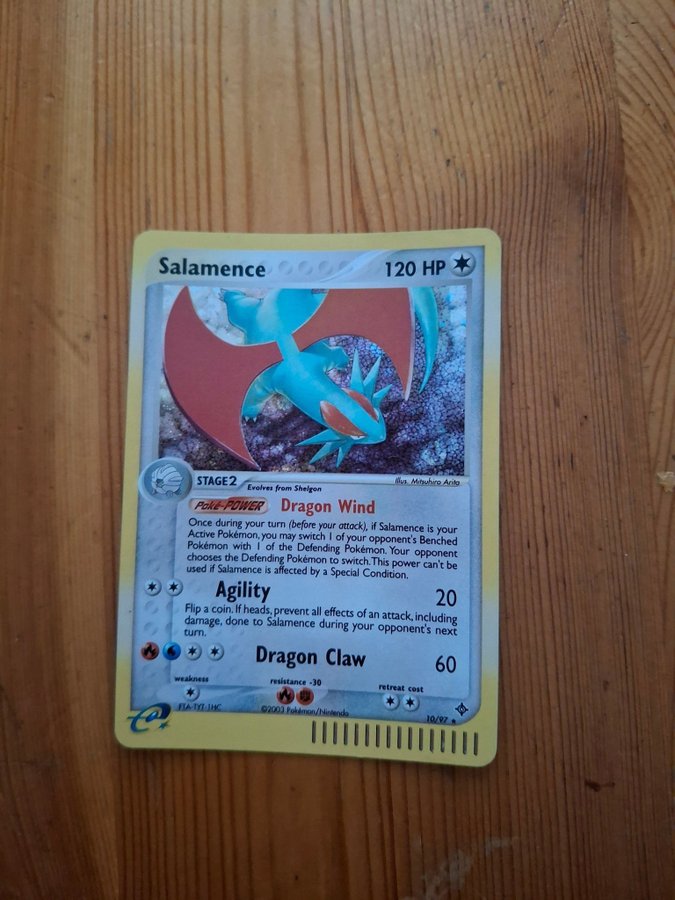 Salamence 120 HP
STAGE2
Evolves from Shelgon
Illus. Mitsuhiro Arita
Poké-POWER Dragon Wind
Once during your turn (before your attack), if Salamence is your
Active Pokémon, you may switch 1 of your opponent's Benched
Pokémon with 1 of the Defending Pokémon. Your opponent
chooses the Defending Pokémon to switch. This power can't be
used if Salamence is affected by a Special Condition.
Agility 20
Flip a coin. If heads, prevent all effects of an attack, including
damage, done to Salamence during your opponent's next
turn.
Dragon Claw 60
weakness resistance -30 retreat cost
e
FTA-TYT-1HC ©2003 Pokémon/Nintendo 10/97